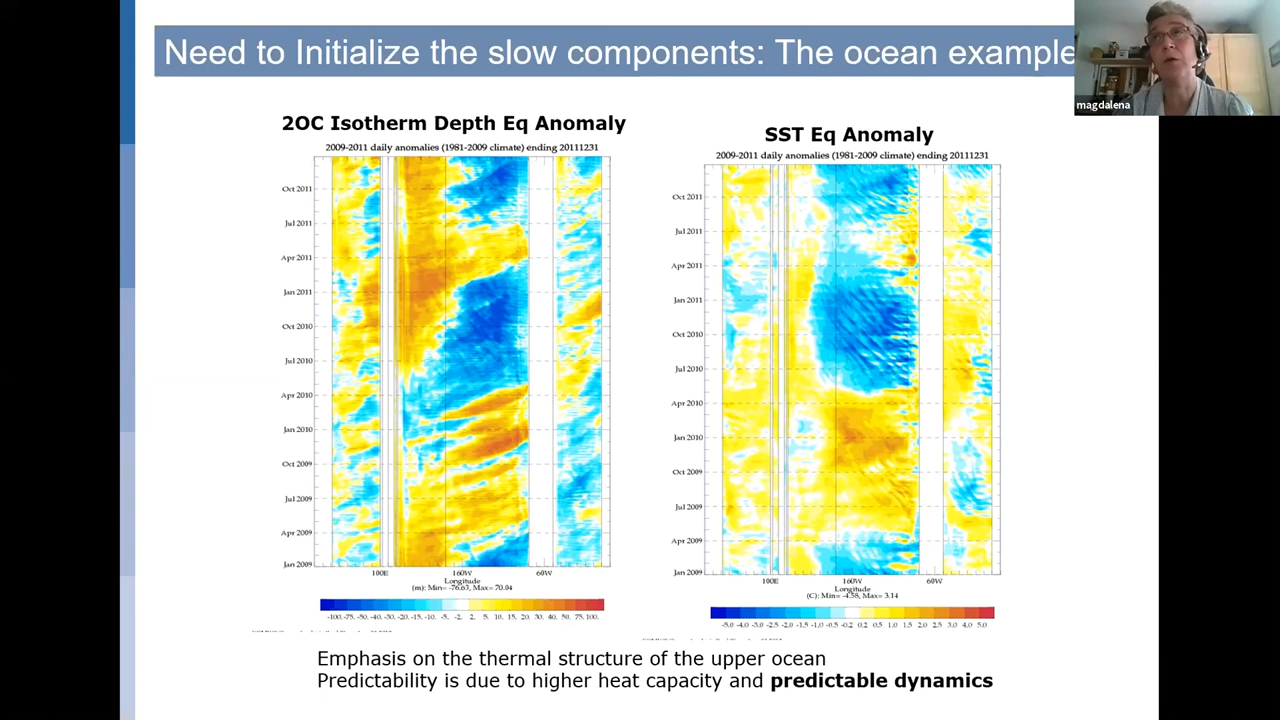 Need to Initialize the slow components: The ocean example
magdalena
2OC Isotherm Depth Eq Anomaly
2009-2011 daily anomalies (1981-2009 climate) ending 20111231
Oct 2011
Jul 2011
Apr 2011
Jan 2011
Oct 2010
Jul 2010
Apr 2010
Jan 2010
Oct 2009
Jul 2009
Apr 2009
Jan 2009
100E 160W 60W
Longitude
(m): Min= -76.63, Max= 70.04
-100.-75. -50. -40. -30. -20. -15. -10. -5. -2. 2. 5. 10. 15. 20. 30. 40. 50. 75. 100.
SST Eq Anomaly
2009-2011 daily anomalies (1981-2009 climate) ending 20111231
Oct 2011
Jul 2011
Apr 2011
Jan 2011
Oct 2010
Jul 2010
Apr 2010
Jan 2010
Oct 2009
Jul 2009
Apr 2009
Jan 2009
100E 160W 60W
Longitude
(C): Min= -4.58, Max= 3.14
-5.0 -4.0 -3.0 -2.5 -2.0 -1.5 -1.0 -0.5 -0.2 0.2 0.5 1.0 1.5 2.0 2.5 3.0 4.0 5.0
Emphasis on the thermal structure of the upper ocean
Predictability is due to higher heat capacity and predictable dynamics